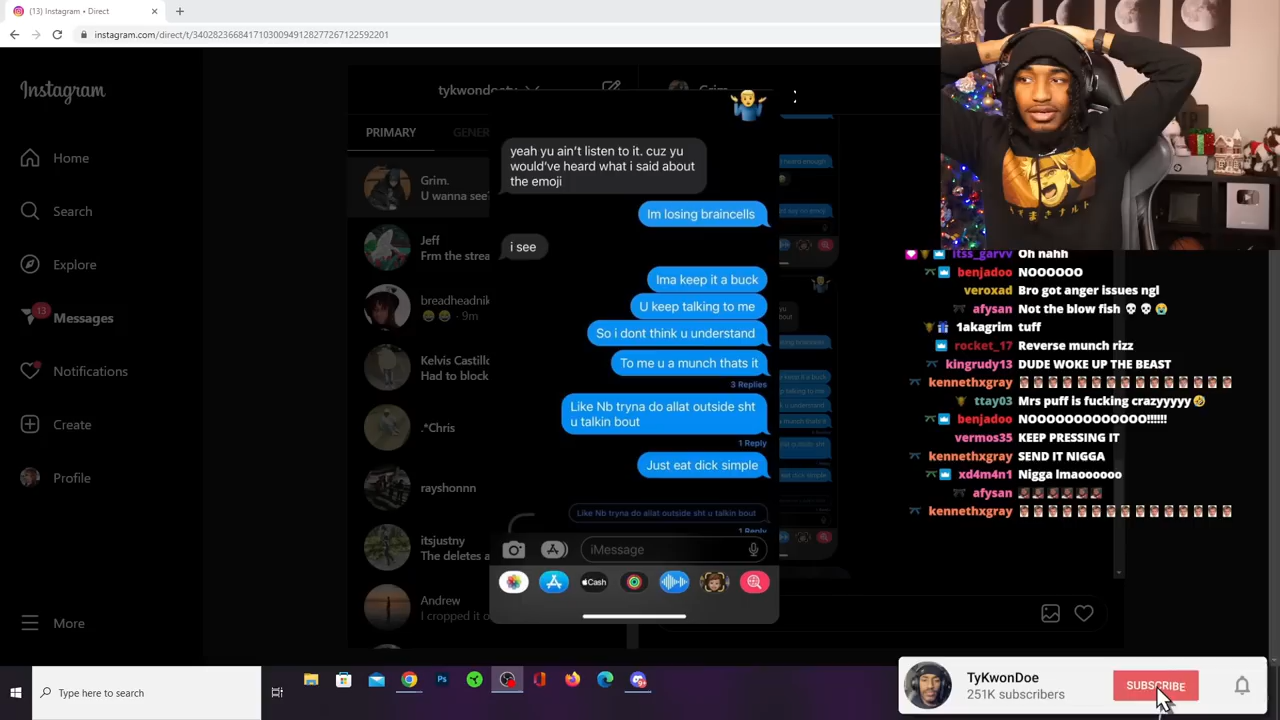 (13) Instagram • Direct
instagram.com/direct/t/340282366841710300949128277267122592201
Instagram
Home
Search
Explore
13
Messages
Notifications
Create
Profile
More
PRIMARY
Grim.
U wanna see
Jeff
Frm the strea
breadheadnik
😂 😂 · 9m
Kelvis Castillo
Had to block
.*Chris
rayshonnn
itsjustny
The deletes a
Andrew
I cropped it o
🤷‍♂️
yeah yu ain't listen to it. cuz yu
would've heard what i said about
the emoji
Im losing braincells
i see
Ima keep it a buck
U keep talking to me
So i dont think u understand
To me u a munch thats it
3 Replies
Like Nb tryna do allat outside sht
u talkin bout
1 Reply
Just eat dick simple
Like Nb tryna do allat outside sht u talkin bout
1 Reply
iMessage
Cash
itss_garvv Oh nahh
benjadoo NOOOOOO
veroxad Bro got anger issues ngl
afysan Not the blow fish 💀 💀 😭
1akagrim tuff
rocket_17 Reverse munch rizz
kingrudy13 DUDE WOKE UP THE BEAST
kennethxgray
ttay03 Mrs puff is fucking crazyyyyy🤣
benjadoo NOOOOOOOOOOOO!!!!!!
vermos35 KEEP PRESSING IT
kennethxgray SEND IT NIGGA
xd4m4n1 Nigga lmaoooooo
afysan
kennethxgray
Type here to search
Ps
TyKwonDoe
251K subscribers
SUBSCRIBE